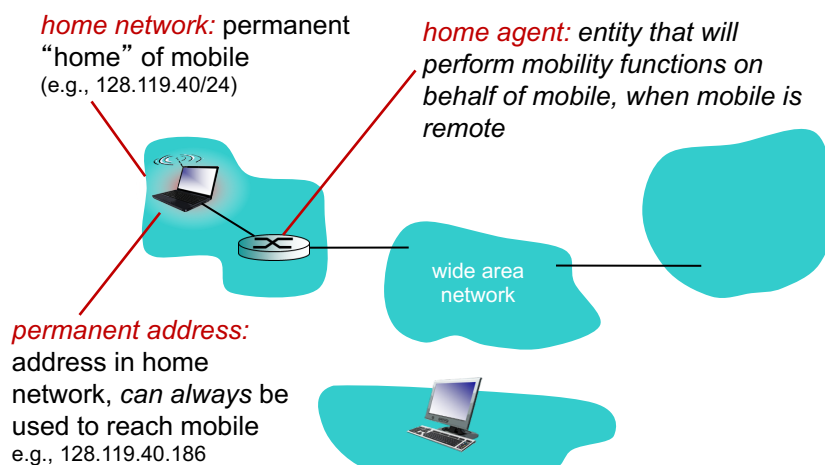 home network: permanent
“home” of mobile
(e.g., 128.119.40/24)
home agent: entity that will
perform mobility functions on
behalf of mobile, when mobile is
remote
wide area
network
permanent address:
address in home
network, can always be
used to reach mobile
e.g., 128.119.40.186